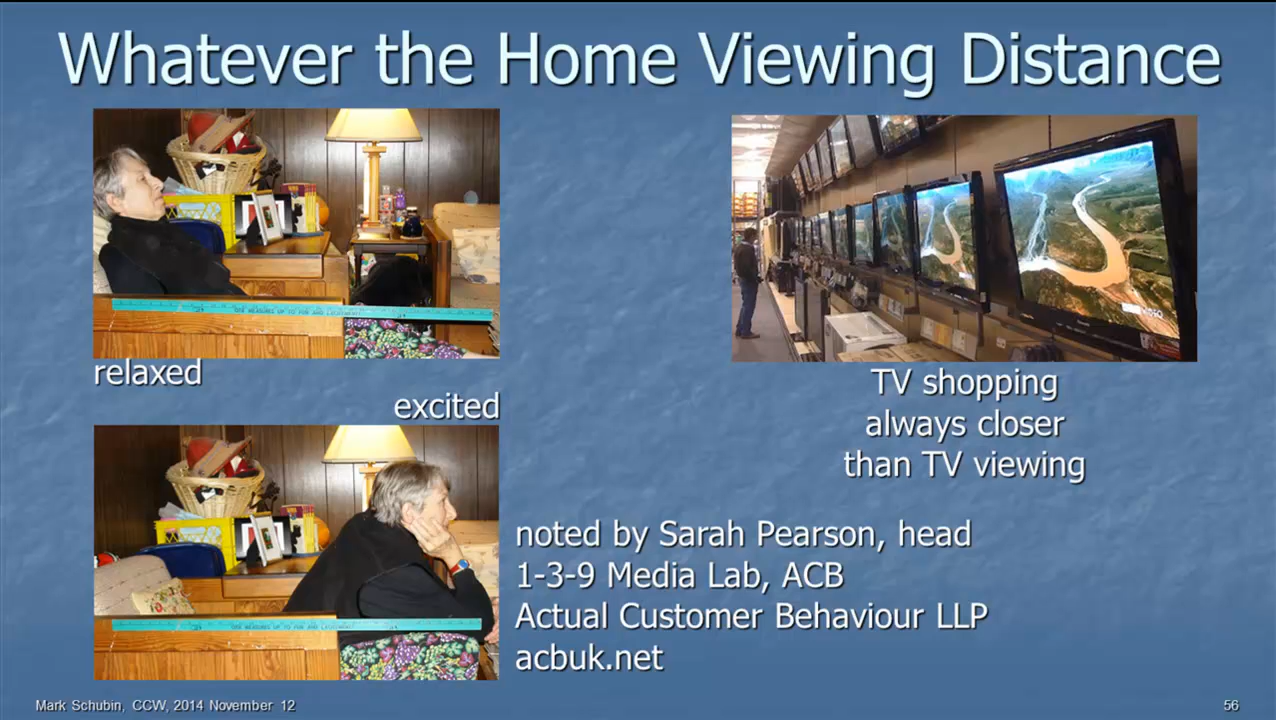 Whatever the Home Viewing Distance
relaxed
excited
TV shopping
always closer
than TV viewing
noted by Sarah Pearson, head
1-3-9 Media Lab, ACB
Actual Customer Behaviour LLP
acbuk.net
Mark Schubin, CCW, 2014 November 12
56